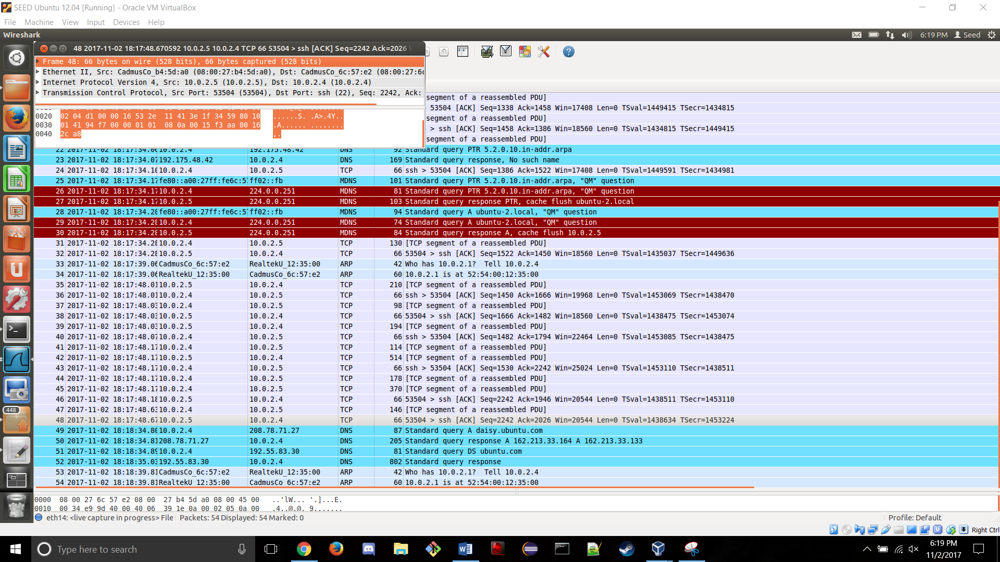 SEED Ubuntu 12.04 [Running] - Oracle VM VirtualBox
File Machine View Input Devices Help
Wireshark 6:19 PM Seed
48 2017-11-02 18:17:48.670592 10.0.2.5 10.0.2.4 TCP 66 53504 > ssh [ACK] Seq=2242 Ack=2026
Frame 48: 66 bytes on wire (528 bits), 66 bytes captured (528 bits)
Ethernet II, Src: CadmusCo_b4:5d:a0 (08:00:27:b4:5d:a0), Dst: CadmusCo_6c:57:e2 (08:00:27:6c
Internet Protocol Version 4, Src: 10.0.2.5 (10.0.2.5), Dst: 10.0.2.4 (10.0.2.4)
Transmission Control Protocol, Src Port: 53504 (53504), Dst Port: ssh (22), Seq: 2242, Ack:
0020 02 04 d1 00 00 16 53 2e 11 41 3e 1f 34 59 80 10 ......S. .A>.4Y..
0030 01 41 94 f7 00 00 01 01 08 0a 00 15 f3 aa 00 16 .A...... ........
0040 2c a8 ,.
segment of a reassembled PDU]
53504 [ACK] Seq=1338 Ack=1458 Win=17408 Len=0 TSval=1449415 TSecr=1434815
segment of a reassembled PDU]
> ssh [ACK] Seq=1458 Ack=1386 Win=18560 Len=0 TSval=1434815 TSecr=1449415
segment of a reassembled PDU]
22 2017-11-02 18:17:34.06 10.0.2.4 192.175.48.42 DNS 92 Standard query PTR 5.2.0.10.in-addr.arpa
23 2017-11-02 18:17:34.07 192.175.48.42 10.0.2.4 DNS 169 Standard query response, No such name
24 2017-11-02 18:17:34.10 10.0.2.4 10.0.2.5 TCP 66 ssh > 53504 [ACK] Seq=1386 Ack=1522 Win=17408 Len=0 TSval=1449591 TSecr=1434981
25 2017-11-02 18:17:34.17 fe80::a00:27ff:fe6c:57 ff02::fb MDNS 101 Standard query PTR 5.2.0.10.in-addr.arpa, "QM" question
26 2017-11-02 18:17:34.17 10.0.2.4 224.0.0.251 MDNS 81 Standard query PTR 5.2.0.10.in-addr.arpa, "QM" question
27 2017-11-02 18:17:34.17 10.0.2.5 224.0.0.251 MDNS 103 Standard query response PTR, cache flush ubuntu-2.local
28 2017-11-02 18:17:34.28 fe80::a00:27ff:fe6c:57 ff02::fb MDNS 94 Standard query A ubuntu-2.local, "QM" question
29 2017-11-02 18:17:34.28 10.0.2.4 224.0.0.251 MDNS 74 Standard query A ubuntu-2.local, "QM" question
30 2017-11-02 18:17:34.28 10.0.2.5 224.0.0.251 MDNS 84 Standard query response A, cache flush 10.0.2.5
31 2017-11-02 18:17:34.28 10.0.2.4 10.0.2.5 TCP 130 [TCP segment of a reassembled PDU]
32 2017-11-02 18:17:34.28 10.0.2.5 10.0.2.4 TCP 66 53504 > ssh [ACK] Seq=1522 Ack=1450 Win=18560 Len=0 TSval=1435037 TSecr=1449636
33 2017-11-02 18:17:39.06 CadmusCo_6c:57:e2 RealtekU_12:35:00 ARP 42 Who has 10.0.2.1? Tell 10.0.2.4
34 2017-11-02 18:17:39.06 RealtekU_12:35:00 CadmusCo_6c:57:e2 ARP 60 10.0.2.1 is at 52:54:00:12:35:00
35 2017-11-02 18:17:48.01 10.0.2.5 10.0.2.4 TCP 210 [TCP segment of a reassembled PDU]
36 2017-11-02 18:17:48.01 10.0.2.4 10.0.2.5 TCP 66 ssh > 53504 [ACK] Seq=1450 Ack=1666 Win=19968 Len=0 TSval=1453069 TSecr=1438470
37 2017-11-02 18:17:48.03 10.0.2.4 10.0.2.5 TCP 98 [TCP segment of a reassembled PDU]
38 2017-11-02 18:17:48.03 10.0.2.5 10.0.2.4 TCP 66 53504 > ssh [ACK] Seq=1666 Ack=1482 Win=18560 Len=0 TSval=1438475 TSecr=1453074
39 2017-11-02 18:17:48.03 10.0.2.5 10.0.2.4 TCP 194 [TCP segment of a reassembled PDU]
40 2017-11-02 18:17:48.07 10.0.2.4 10.0.2.5 TCP 66 ssh > 53504 [ACK] Seq=1482 Ack=1794 Win=22464 Len=0 TSval=1453085 TSecr=1438475
41 2017-11-02 18:17:48.17 10.0.2.4 10.0.2.5 TCP 114 [TCP segment of a reassembled PDU]
42 2017-11-02 18:17:48.17 10.0.2.5 10.0.2.4 TCP 514 [TCP segment of a reassembled PDU]
43 2017-11-02 18:17:48.17 10.0.2.4 10.0.2.5 TCP 66 ssh > 53504 [ACK] Seq=1530 Ack=2242 Win=25024 Len=0 TSval=1453110 TSecr=1438511
44 2017-11-02 18:17:48.17 10.0.2.4 10.0.2.5 TCP 178 [TCP segment of a reassembled PDU]
45 2017-11-02 18:17:48.17 10.0.2.4 10.0.2.5 TCP 370 [TCP segment of a reassembled PDU]
46 2017-11-02 18:17:48.18 10.0.2.5 10.0.2.4 TCP 66 53504 > ssh [ACK] Seq=2242 Ack=1946 Win=20544 Len=0 TSval=1438511 TSecr=1453110
47 2017-11-02 18:17:48.63 10.0.2.4 10.0.2.5 TCP 146 [TCP segment of a reassembled PDU]
48 2017-11-02 18:17:48.67 10.0.2.5 10.0.2.4 TCP 66 53504 > ssh [ACK] Seq=2242 Ack=2026 Win=20544 Len=0 TSval=1438634 TSecr=1453224
49 2017-11-02 18:18:34.80 10.0.2.4 208.78.71.27 DNS 87 Standard query A daisy.ubuntu.com
50 2017-11-02 18:18:34.81 208.78.71.27 10.0.2.4 DNS 205 Standard query response A 162.213.33.164 A 162.213.33.133
51 2017-11-02 18:18:34.89 10.0.2.4 192.55.83.30 DNS 81 Standard query DS ubuntu.com
52 2017-11-02 18:18:35.03 192.55.83.30 10.0.2.4 DNS 802 Standard query response
53 2017-11-02 18:18:39.81 CadmusCo_6c:57:e2 RealtekU_12:35:00 ARP 42 Who has 10.0.2.1? Tell 10.0.2.4
448
54 2017-11-02 18:18:39.81 RealtekU_12:35:00 CadmusCo_6c:57:e2 ARP 60 10.0.2.1 is at 52:54:00:12:35:00
0000 08 00 27 6c 57 e2 08 00 27 b4 5d a0 08 00 45 00 ..'lW... '.]...E.
0010 00 34 e9 9d 40 00 40 06 39 1e 0a 00 02 05 0a 00 .4..@.@. 9.......
eth14: <live capture in progress> File Packets: 54 Displayed: 54 Marked: 0 Profile: Default
Right Ctrl
Type here to search
6:19 PM
11/2/2017